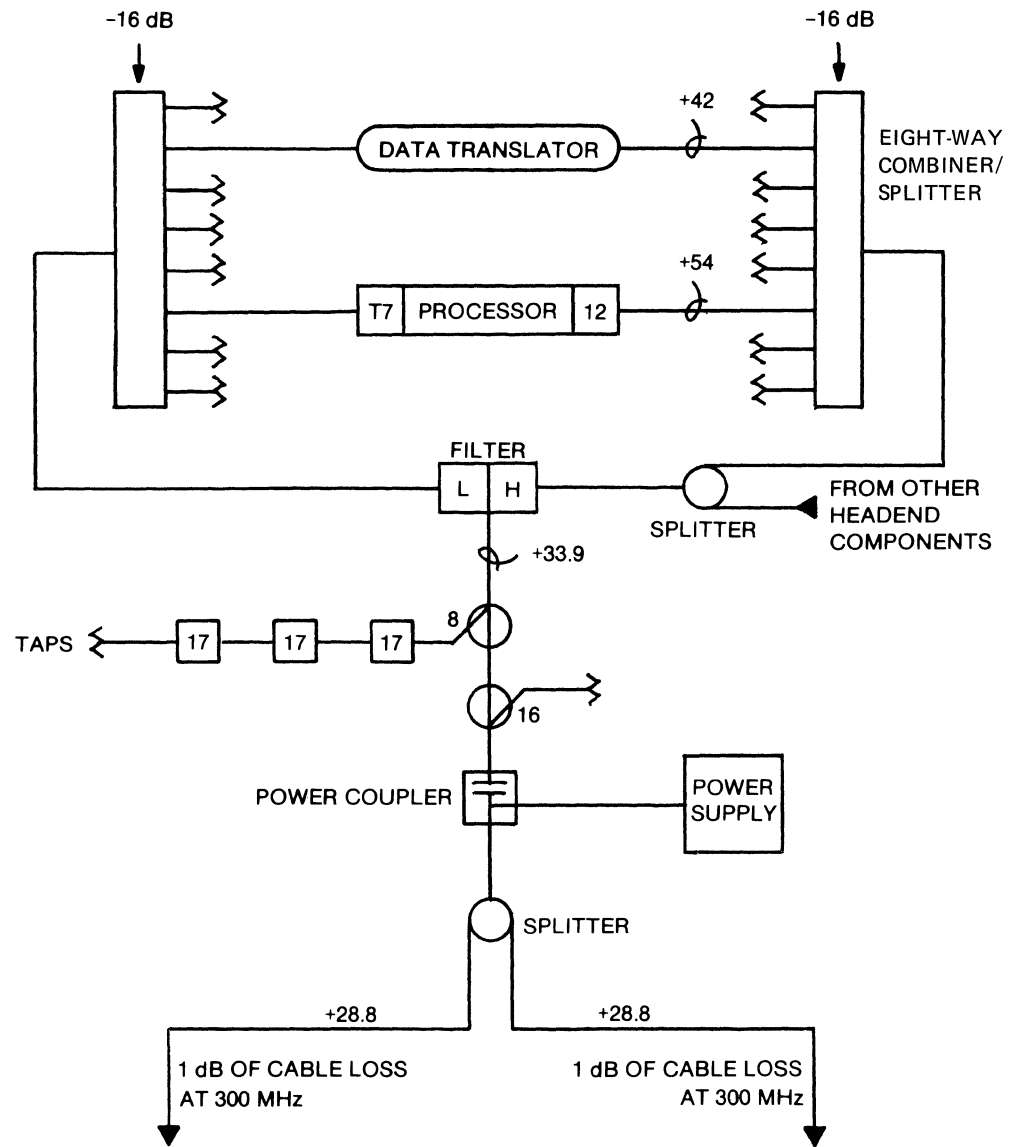 −16 dB
−16 dB
+42
DATA TRANSLATOR
EIGHT-WAY
COMBINER/
SPLITTER
+54
T7 PROCESSOR 12
FILTER
L H
SPLITTER
FROM OTHER
HEADEND
COMPONENTS
+33.9
8
TAPS
17 17 17
16
POWER COUPLER
POWER
SUPPLY
SPLITTER
+28.8
+28.8
1 dB OF CABLE LOSS
AT 300 MHz
1 dB OF CABLE LOSS
AT 300 MHz